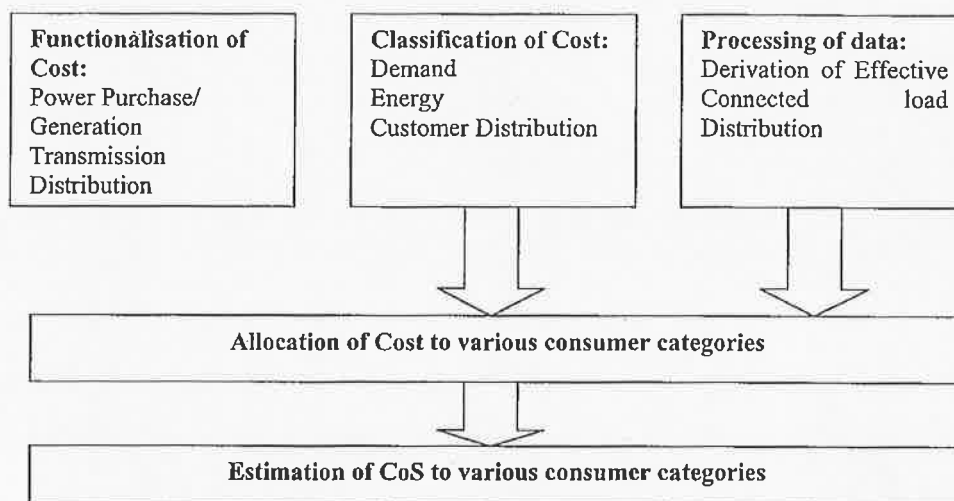 Functionalisation of
Cost:
Power Purchase/
Generation
Transmission
Distribution
Classification of Cost:
Demand
Energy
Customer Distribution
Processing of data:
Derivation of Effective
Connected load
Distribution
Allocation of Cost to various consumer categories
Estimation of CoS to various consumer categories